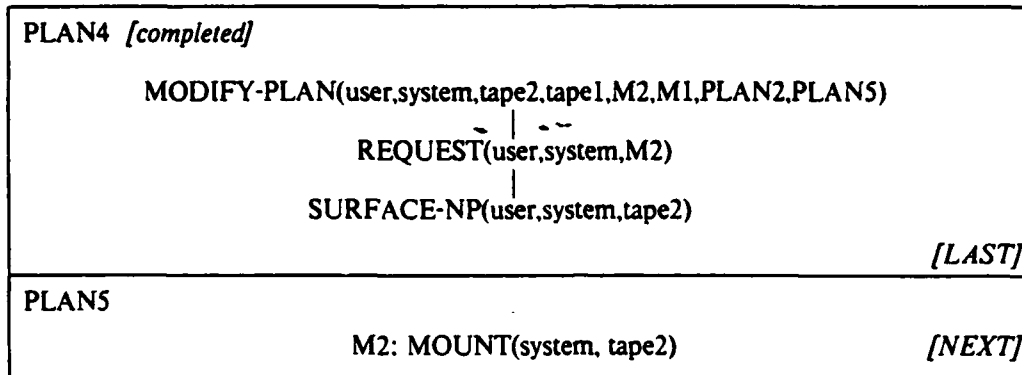 PLAN4 [completed]
MODIFY-PLAN(user,system,tape2,tape1,M2,M1,PLAN2,PLAN5)
REQUEST(user,system,M2)
SURFACE-NP(user,system,tape2)
[LAST]
PLAN5
M2: MOUNT(system, tape2) [NEXT]